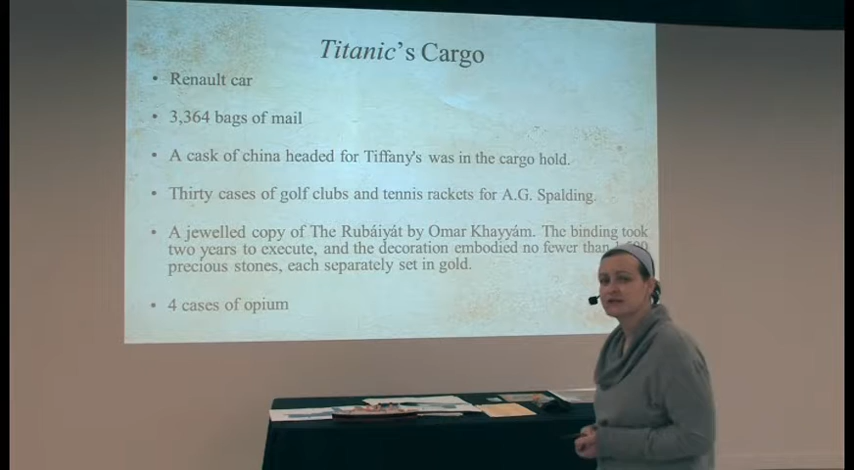 Titanic's Cargo
• Renault car
• 3,364 bags of mail
• A cask of china headed for Tiffany's was in the cargo hold.
• Thirty cases of golf clubs and tennis rackets for A.G. Spalding.
• A jewelled copy of The Rubáiyát by Omar Khayyám. The binding took
two years to execute, and the decoration embodied no fewer than
precious stones, each separately set in gold.
• 4 cases of opium